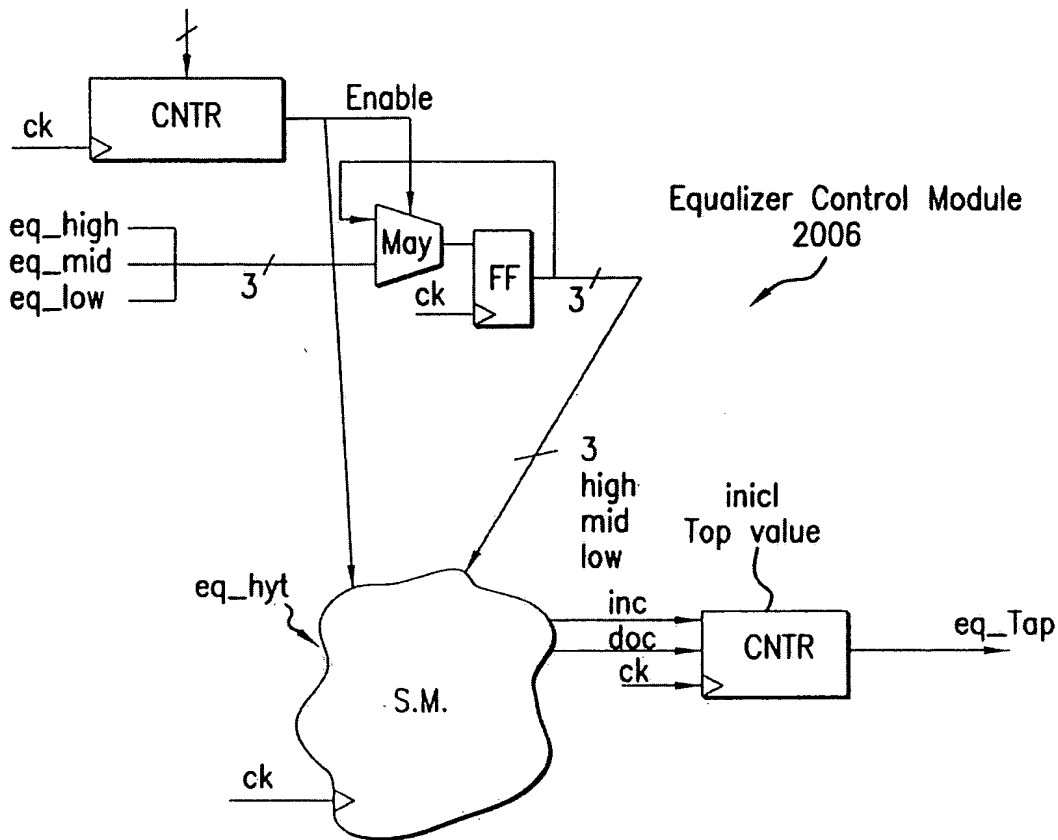 CNTR
Enable
ck
eq_high
eq_mid
eq_low
3
May
FF
ck
3
Equalizer Control Module
2006
3
high
mid
low
inicl
Top value
eq_hyt
inc
doc
ck
CNTR
eq_Tap
S.M.
ck